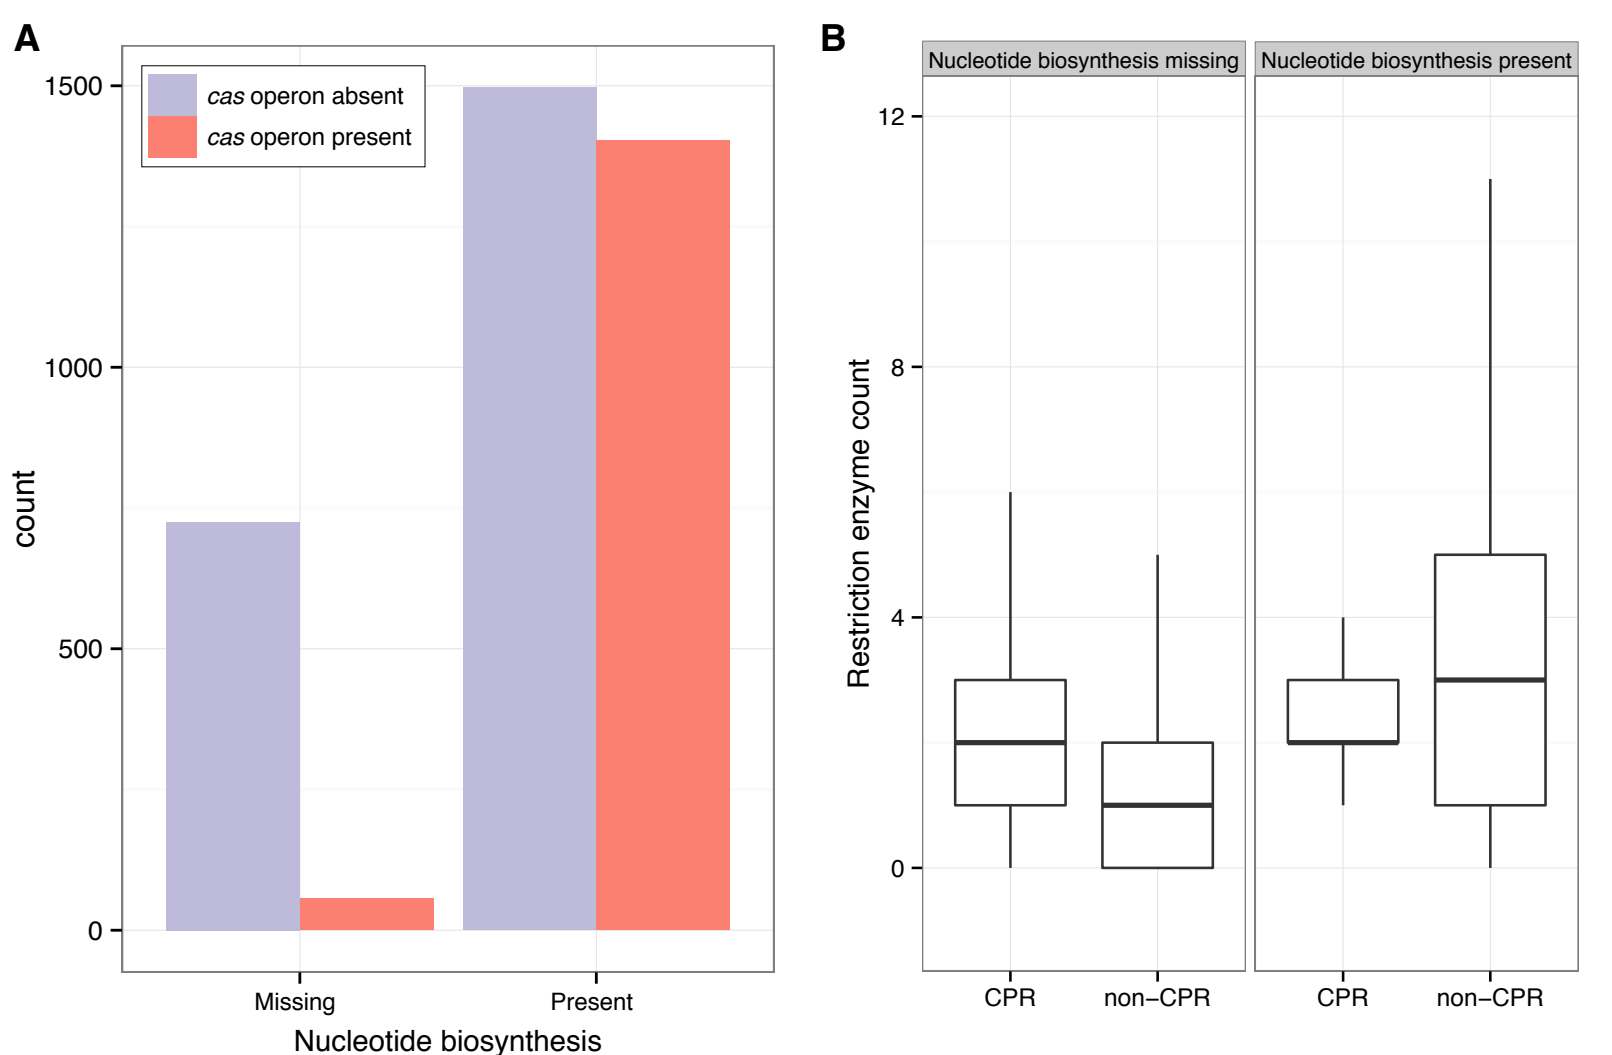 A
cas operon absent
cas operon present
1500
1000
500
0
count
Missing
Present
Nucleotide biosynthesis
B
Nucleotide biosynthesis missing
Nucleotide biosynthesis present
12
8
4
0
Restriction enzyme count
CPR
non−CPR
CPR
non−CPR